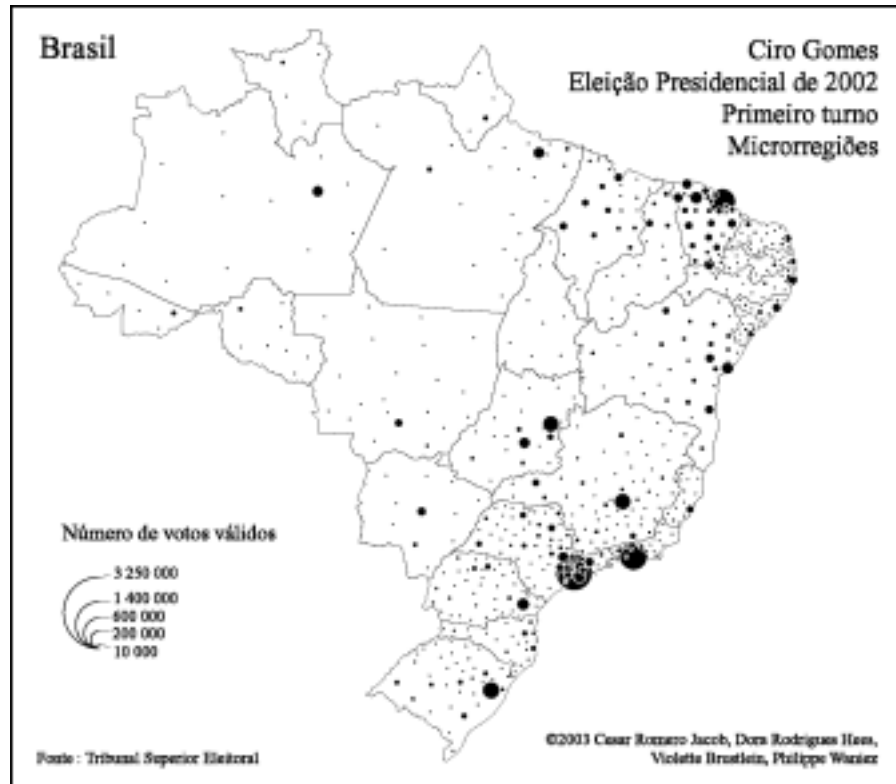 Brasil
Ciro Gomes
Eleição Presidencial de 2002
Primeiro turno
Microrregiões
Número de votos válidos
3 250 000
1 400 000
600 000
200 000
10 000
Fonte : Tribunal Superior Eleitoral
©2003 Cesar Romero Jacob, Dora Rodrigues Hees,
Violette Brustlein, Philippe Waniez